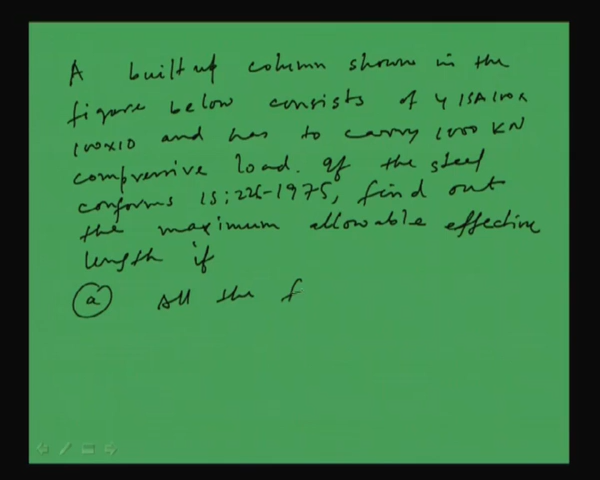 A built up column shown in the
figure below consists of 4 ISA 100x
100x10 and has to carry 1000 KN
compressive load. If the steel
conforms IS:226-1975, find out
the maximum allowable effective
length if
(a) All the f